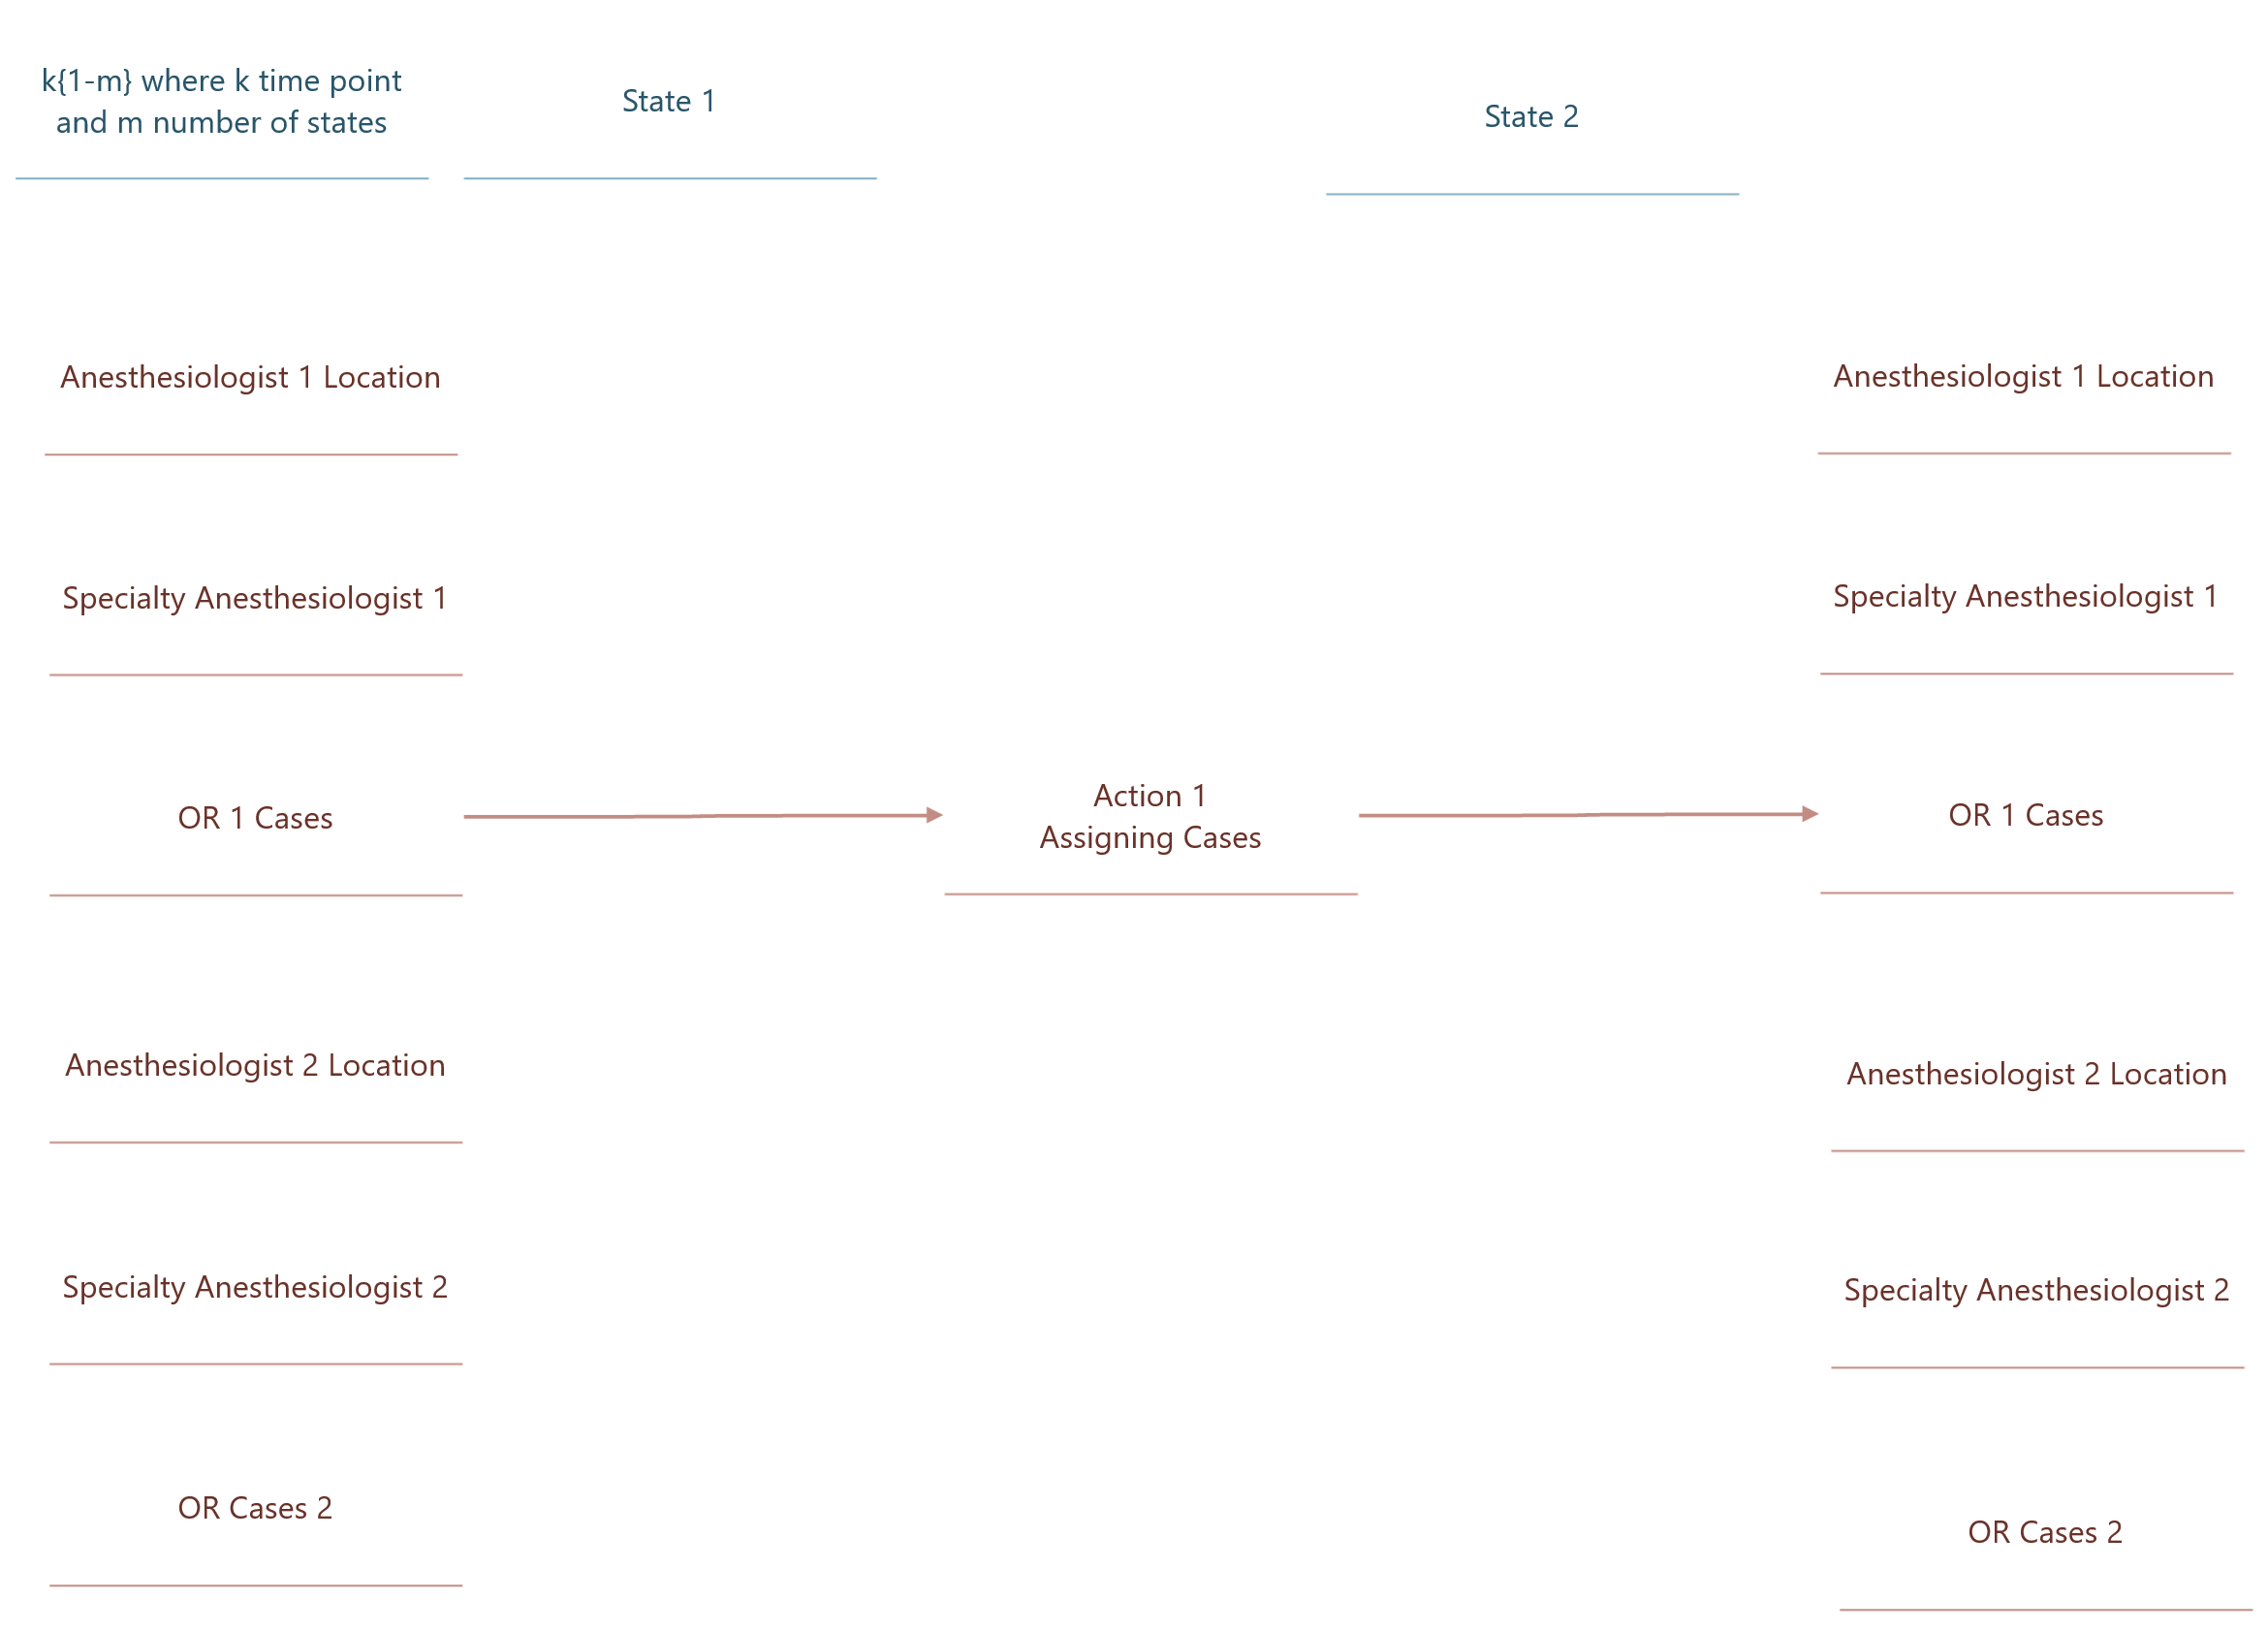 k{1-m} where k time point
and m number of states
State 1
State 2
Anesthesiologist 1 Location
Anesthesiologist 1 Location
Specialty Anesthesiologist 1
Specialty Anesthesiologist 1
OR 1 Cases
Action 1
Assigning Cases
OR 1 Cases
Anesthesiologist 2 Location
Anesthesiologist 2 Location
Specialty Anesthesiologist 2
Specialty Anesthesiologist 2
OR Cases 2
OR Cases 2